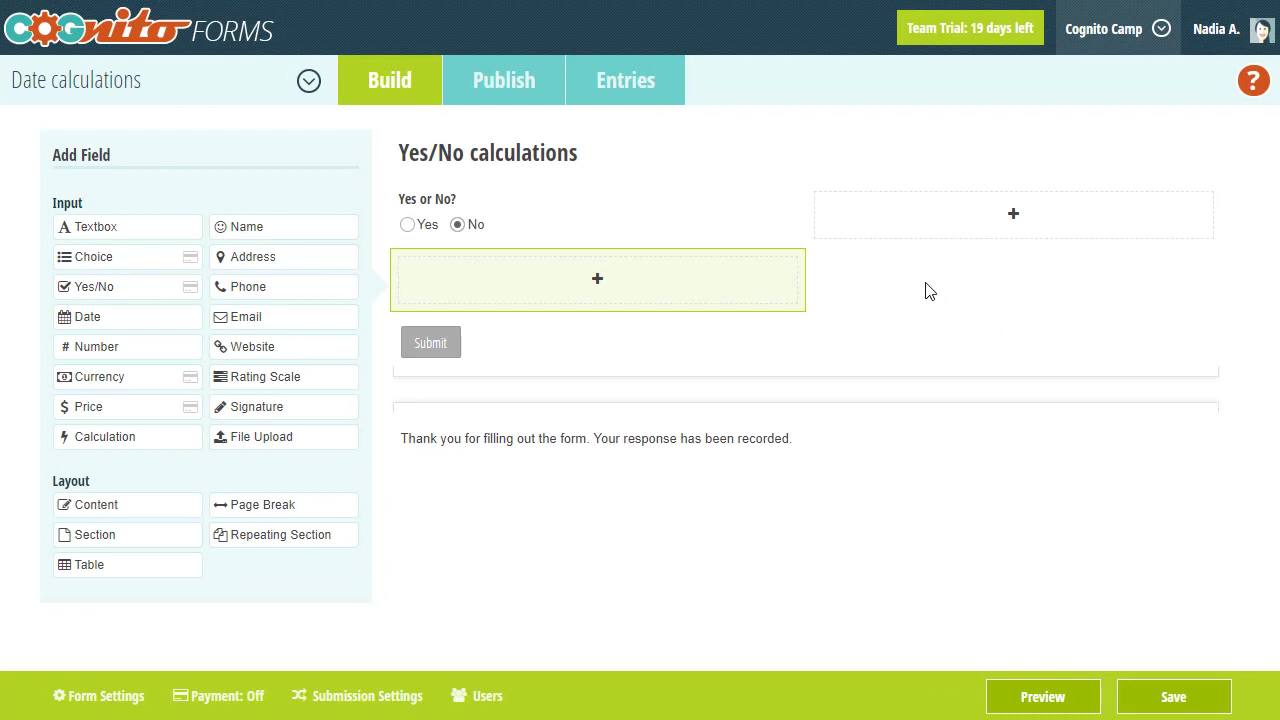 COGnito FORMS
Team Trial: 19 days left
Cognito Camp
Nadia A.
Date calculations
Build
Publish
Entries
?
Add Field
Input
Textbox
Name
Choice
Address
Yes/No
Phone
Date
Email
# Number
Website
Currency
Rating Scale
$ Price
Signature
Calculation
File Upload
Layout
Content
Page Break
Section
Repeating Section
Table
Yes/No calculations
Yes or No?
Yes
No
+
+
Submit
Thank you for filling out the form. Your response has been recorded.
Form Settings
Payment: Off
Submission Settings
Users
Preview
Save